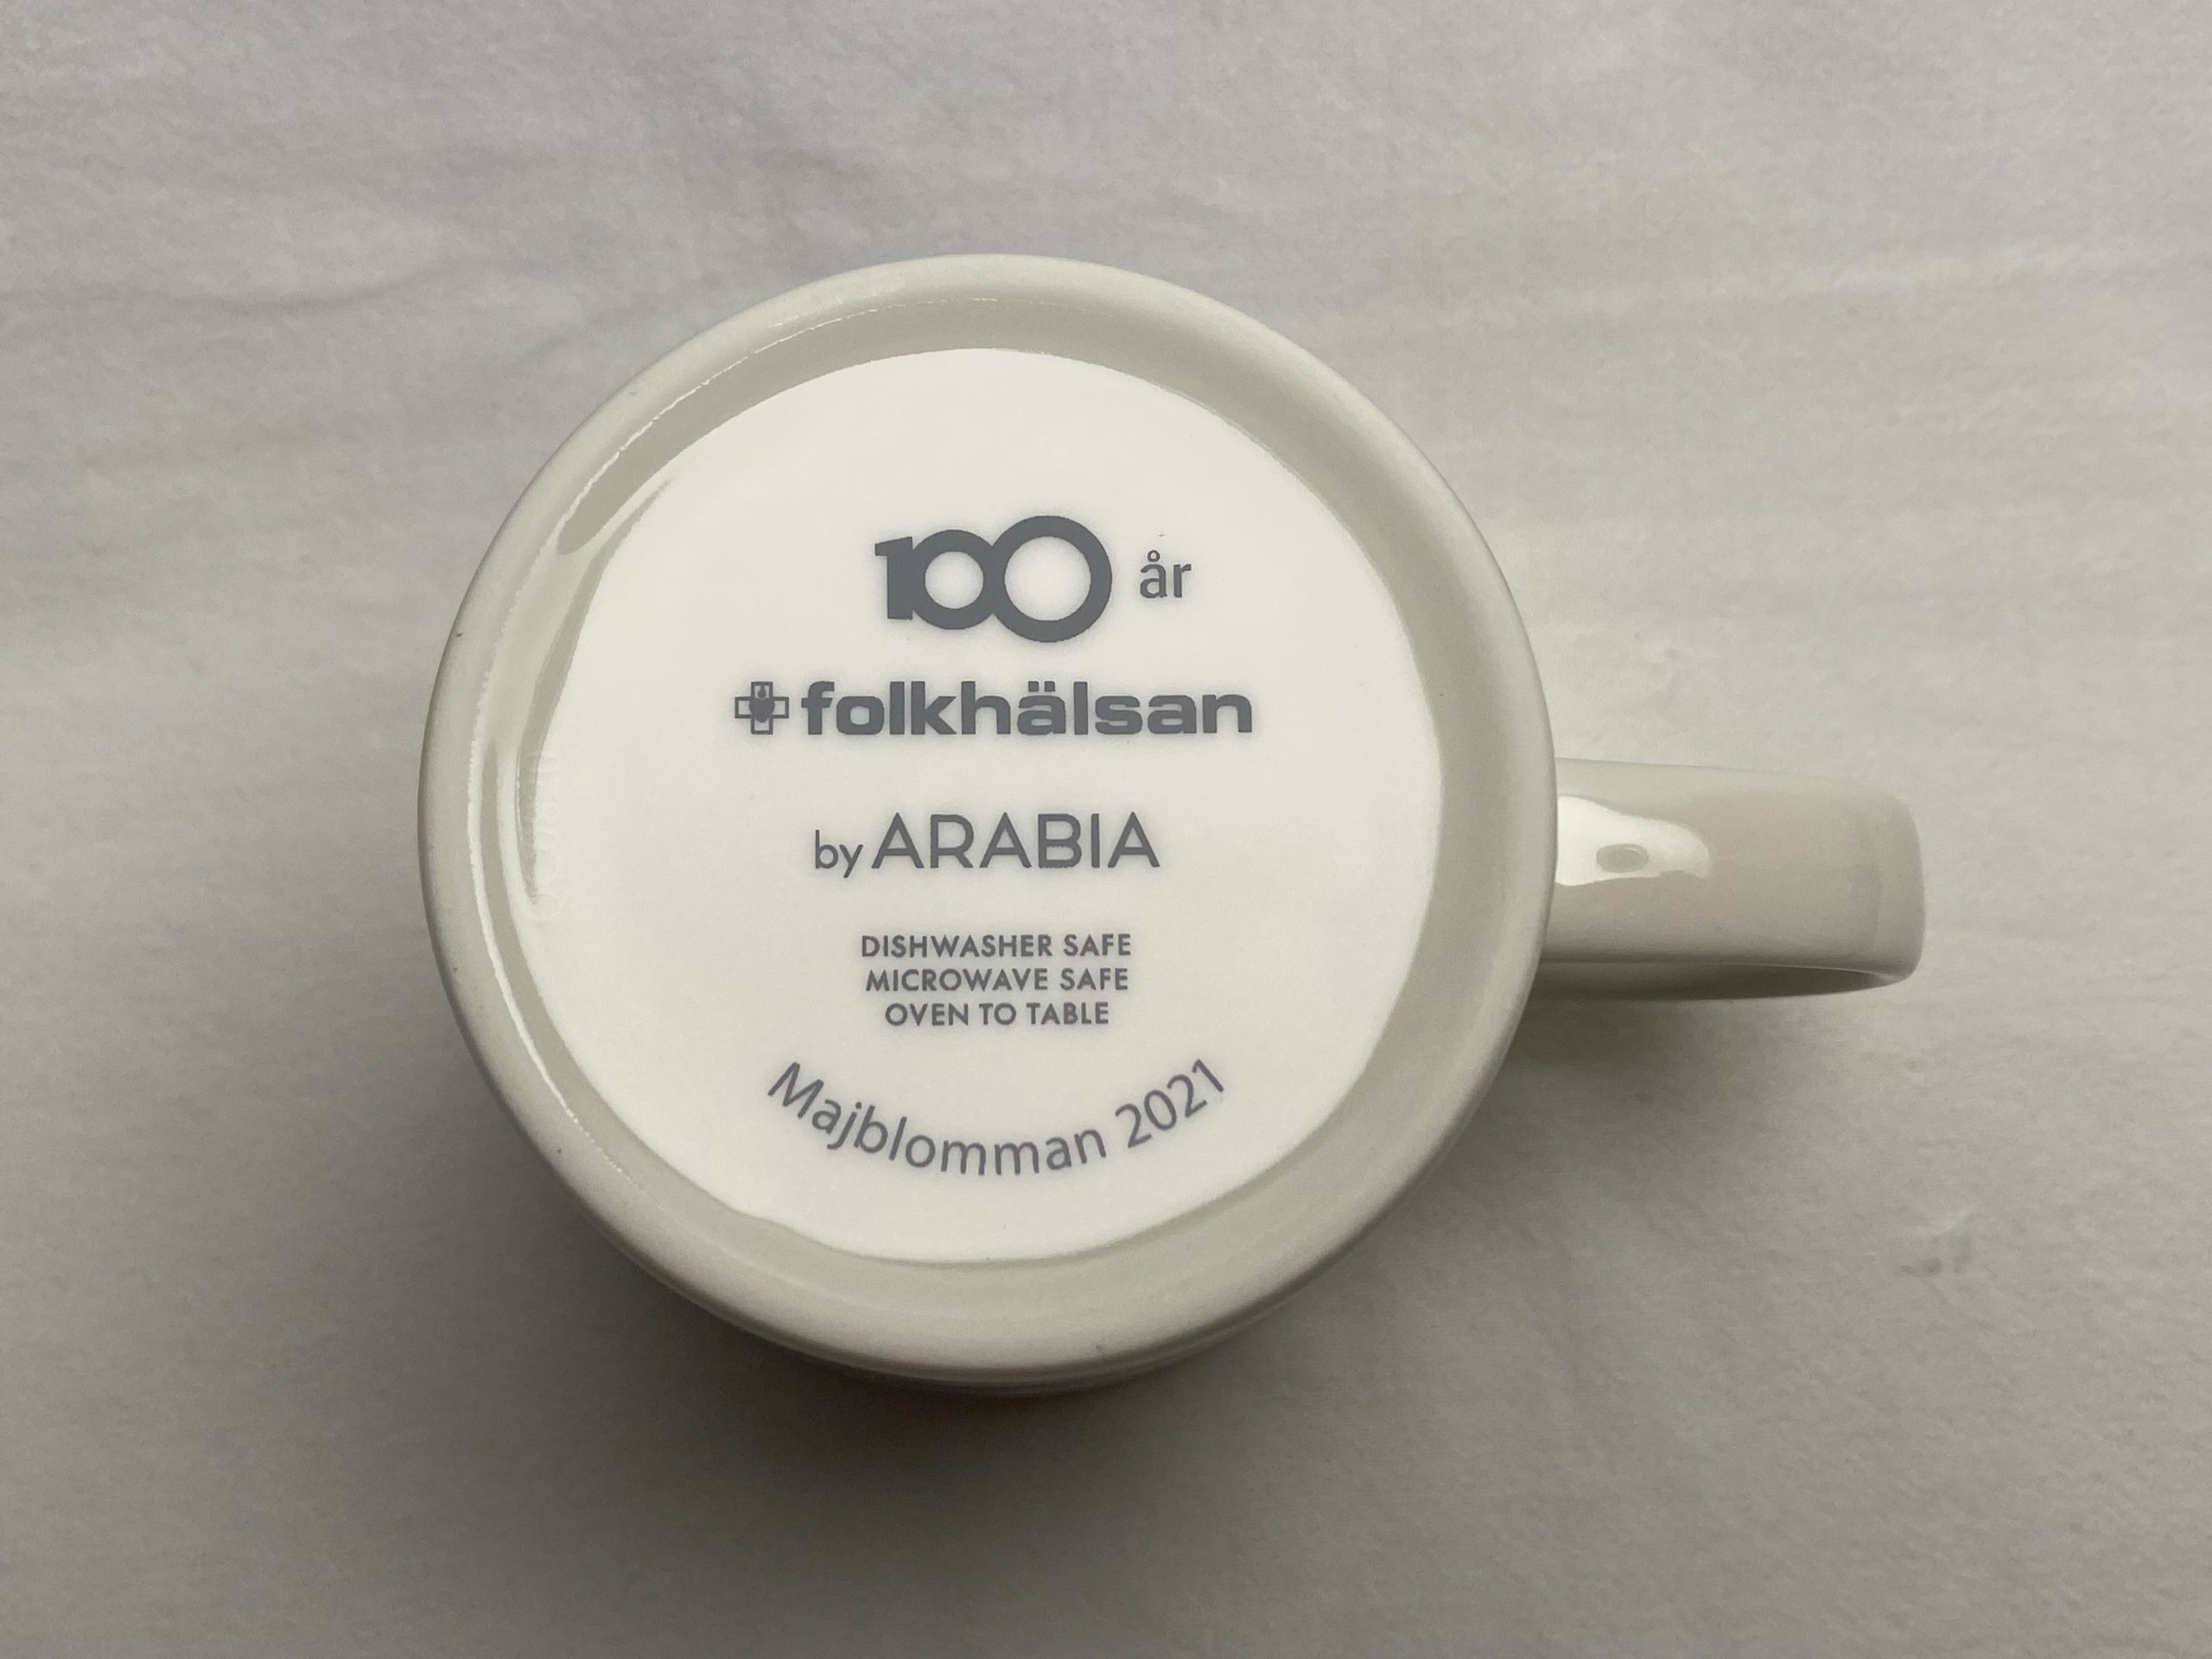 100 år
folkhälsan
by ARABIA
DISHWASHER SAFE
MICROWAVE SAFE
OVEN TO TABLE
Majblomman 2021